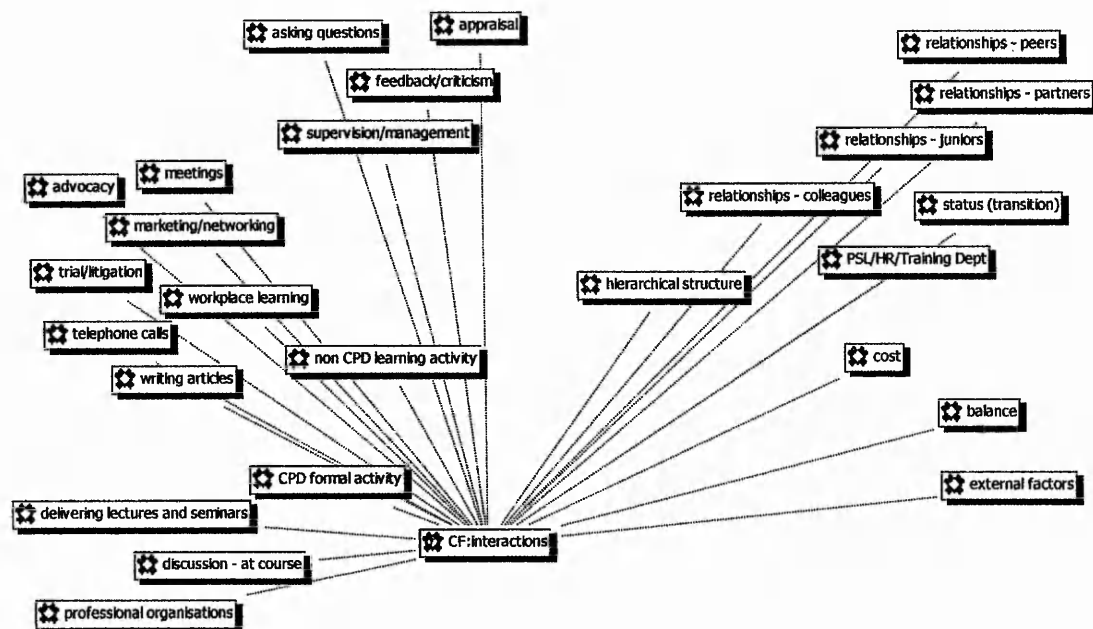 appraisal
asking questions
relationships - peers
feedback/criticism
relationships - partners
supervision/management
relationships - juniors
meetings
advocacy
relationships - colleagues
status (transition)
marketing/networking
PSL/HR/Training Dept
trial/litigation
hierarchical structure
workplace learning
telephone calls
non CPD learning activity
cost
writing articles
balance
CPD formal activity
external factors
delivering lectures and seminars
CF:interactions
discussion - at course
professional organisations